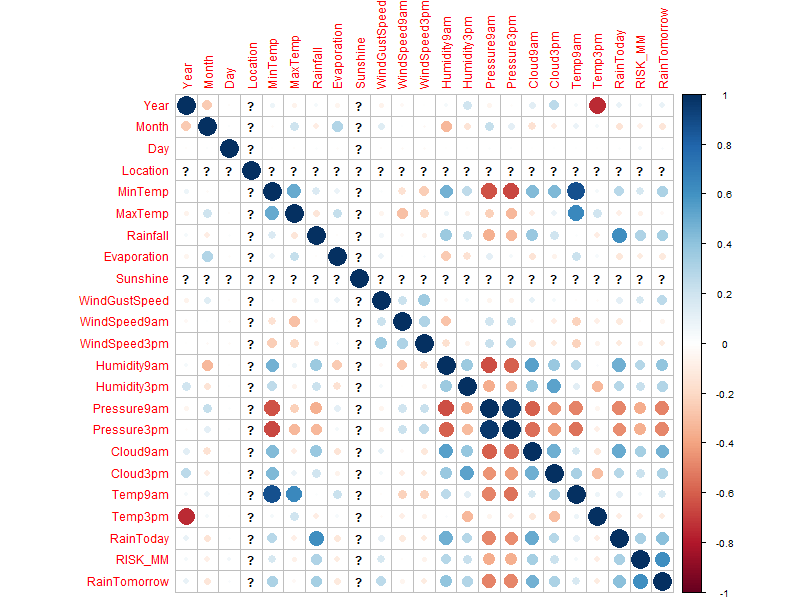 Year
Month
Day
Location
MinTemp
MaxTemp
Rainfall
Evaporation
Sunshine
WindGustSpeed
WindSpeed9am
WindSpeed3pm
Humidity9am
Humidity3pm
Pressure9am
Pressure3pm
Cloud9am
Cloud3pm
Temp9am
Temp3pm
RainToday
RISK_MM
RainTomorrow
Year ? ?
Month ? ?
Day ? ?
Location ? ? ? ? ? ? ? ? ? ? ? ? ? ? ? ? ? ? ? ? ? ?
MinTemp ? ?
MaxTemp ? ?
Rainfall ? ?
Evaporation ? ?
Sunshine ? ? ? ? ? ? ? ? ? ? ? ? ? ? ? ? ? ? ? ? ? ?
WindGustSpeed ? ?
WindSpeed9am ? ?
WindSpeed3pm ? ?
Humidity9am ? ?
Humidity3pm ? ?
Pressure9am ? ?
Pressure3pm ? ?
Cloud9am ? ?
Cloud3pm ? ?
Temp9am ? ?
Temp3pm ? ?
RainToday ? ?
RISK_MM ? ?
RainTomorrow ? ?
1
0.8
0.6
0.4
0.2
0
-0.2
-0.4
-0.6
-0.8
-1